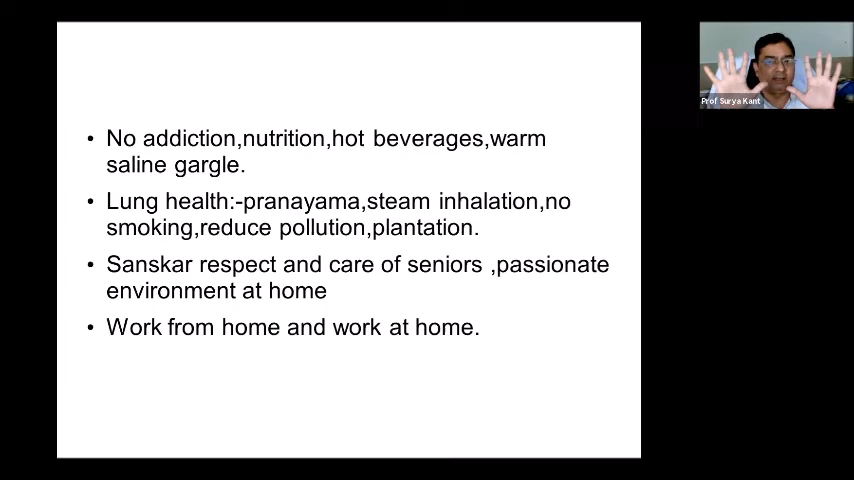 • No addiction,nutrition,hot beverages,warm
saline gargle.
• Lung health:-pranayama,steam inhalation,no
smoking,reduce pollution,plantation.
• Sanskar respect and care of seniors ,passionate
environment at home
• Work from home and work at home.
Prof Surya Kant